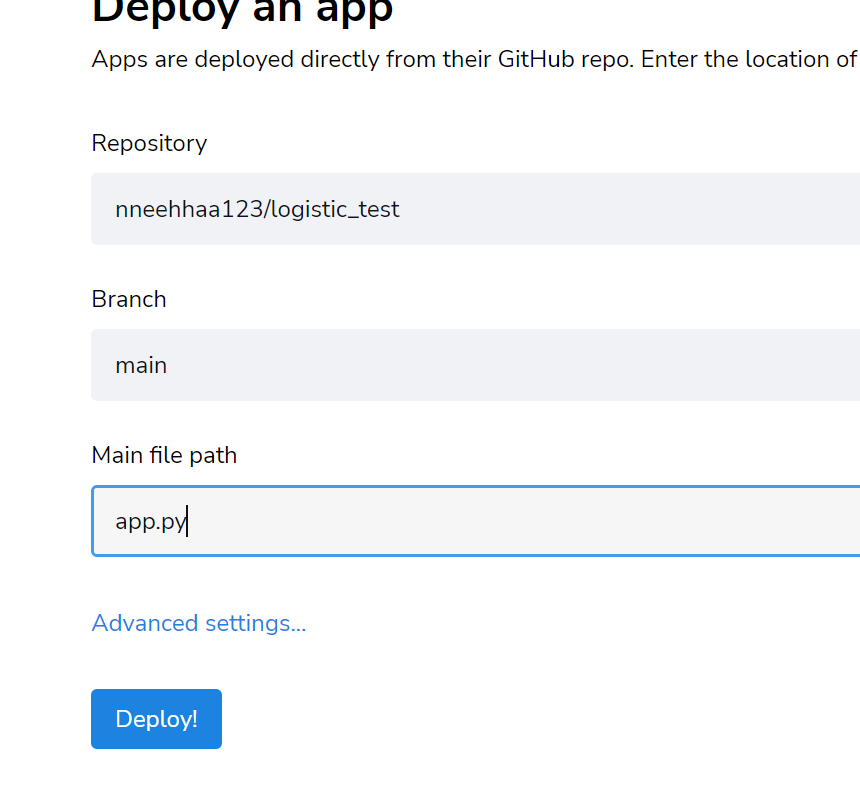 Deploy an app
Apps are deployed directly from their GitHub repo. Enter the location of
Repository
nneehhaa123/logistic_test
Branch
main
Main file path
app.py
Advanced settings...
Deploy!